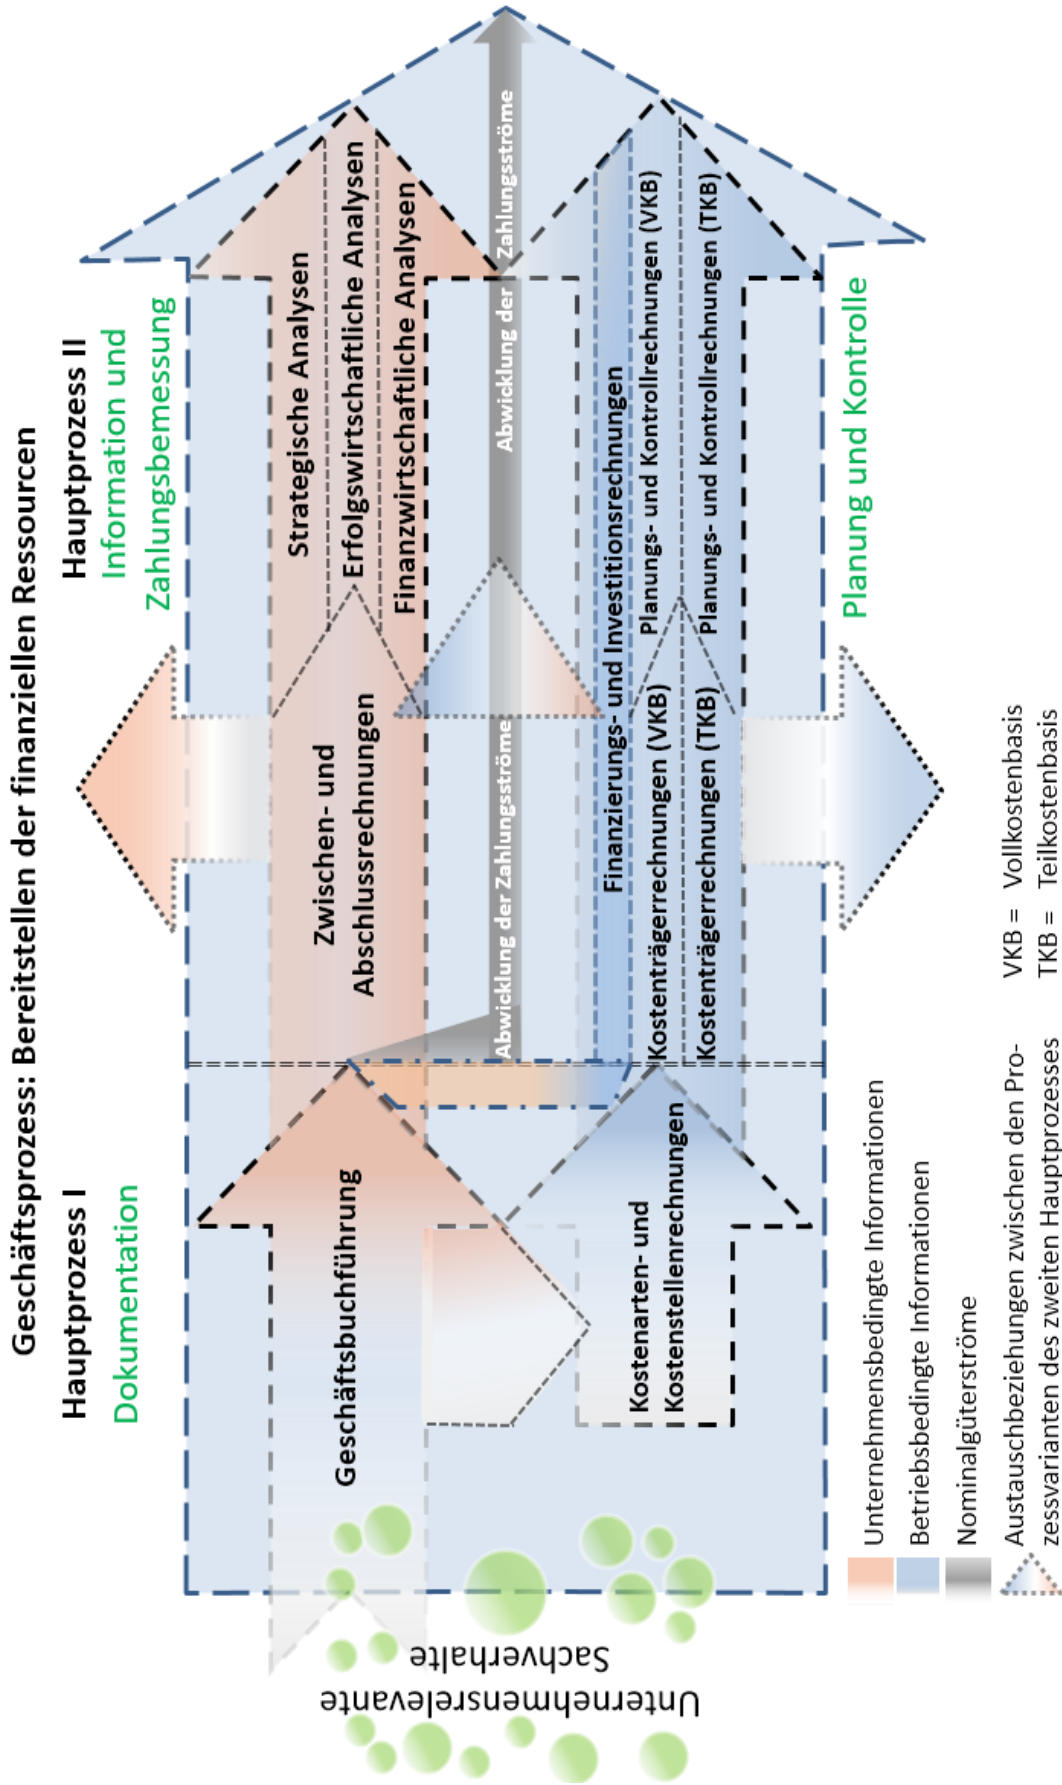 Geschäftsprozess: Bereitstellen der finanziellen Ressourcen
Hauptprozess I
Dokumentation
Hauptprozess II
Information und
Zahlungsbemessung
Unternehmensrelevante
Sachverhalte
Geschäftsbuchführung
Zwischen- und
Abschlussrechnungen
Strategische Analysen
Erfolgswirtschaftliche Analysen
Finanzwirtschaftliche Analysen
Abwicklung der Zahlungsströme
Abwicklung der Zahlungsströme
Kostenarten- und
Kostenstellenrechnungen
Finanzierungs- und Investitionsrechnungen
Kostenträgerrechnungen (VKB)
Planungs- und Kontrollrechnungen (VKB)
Kostenträgerrechnungen (TKB)
Planungs- und Kontrollrechnungen (TKB)
Planung und Kontrolle
Unternehmensbedingte Informationen
Betriebsbedingte Informationen
Nominalgüterströme
Austauschbeziehungen zwischen den Pro-
zessvarianten des zweiten Hauptprozesses
VKB = Vollkostenbasis
TKB = Teilkostenbasis